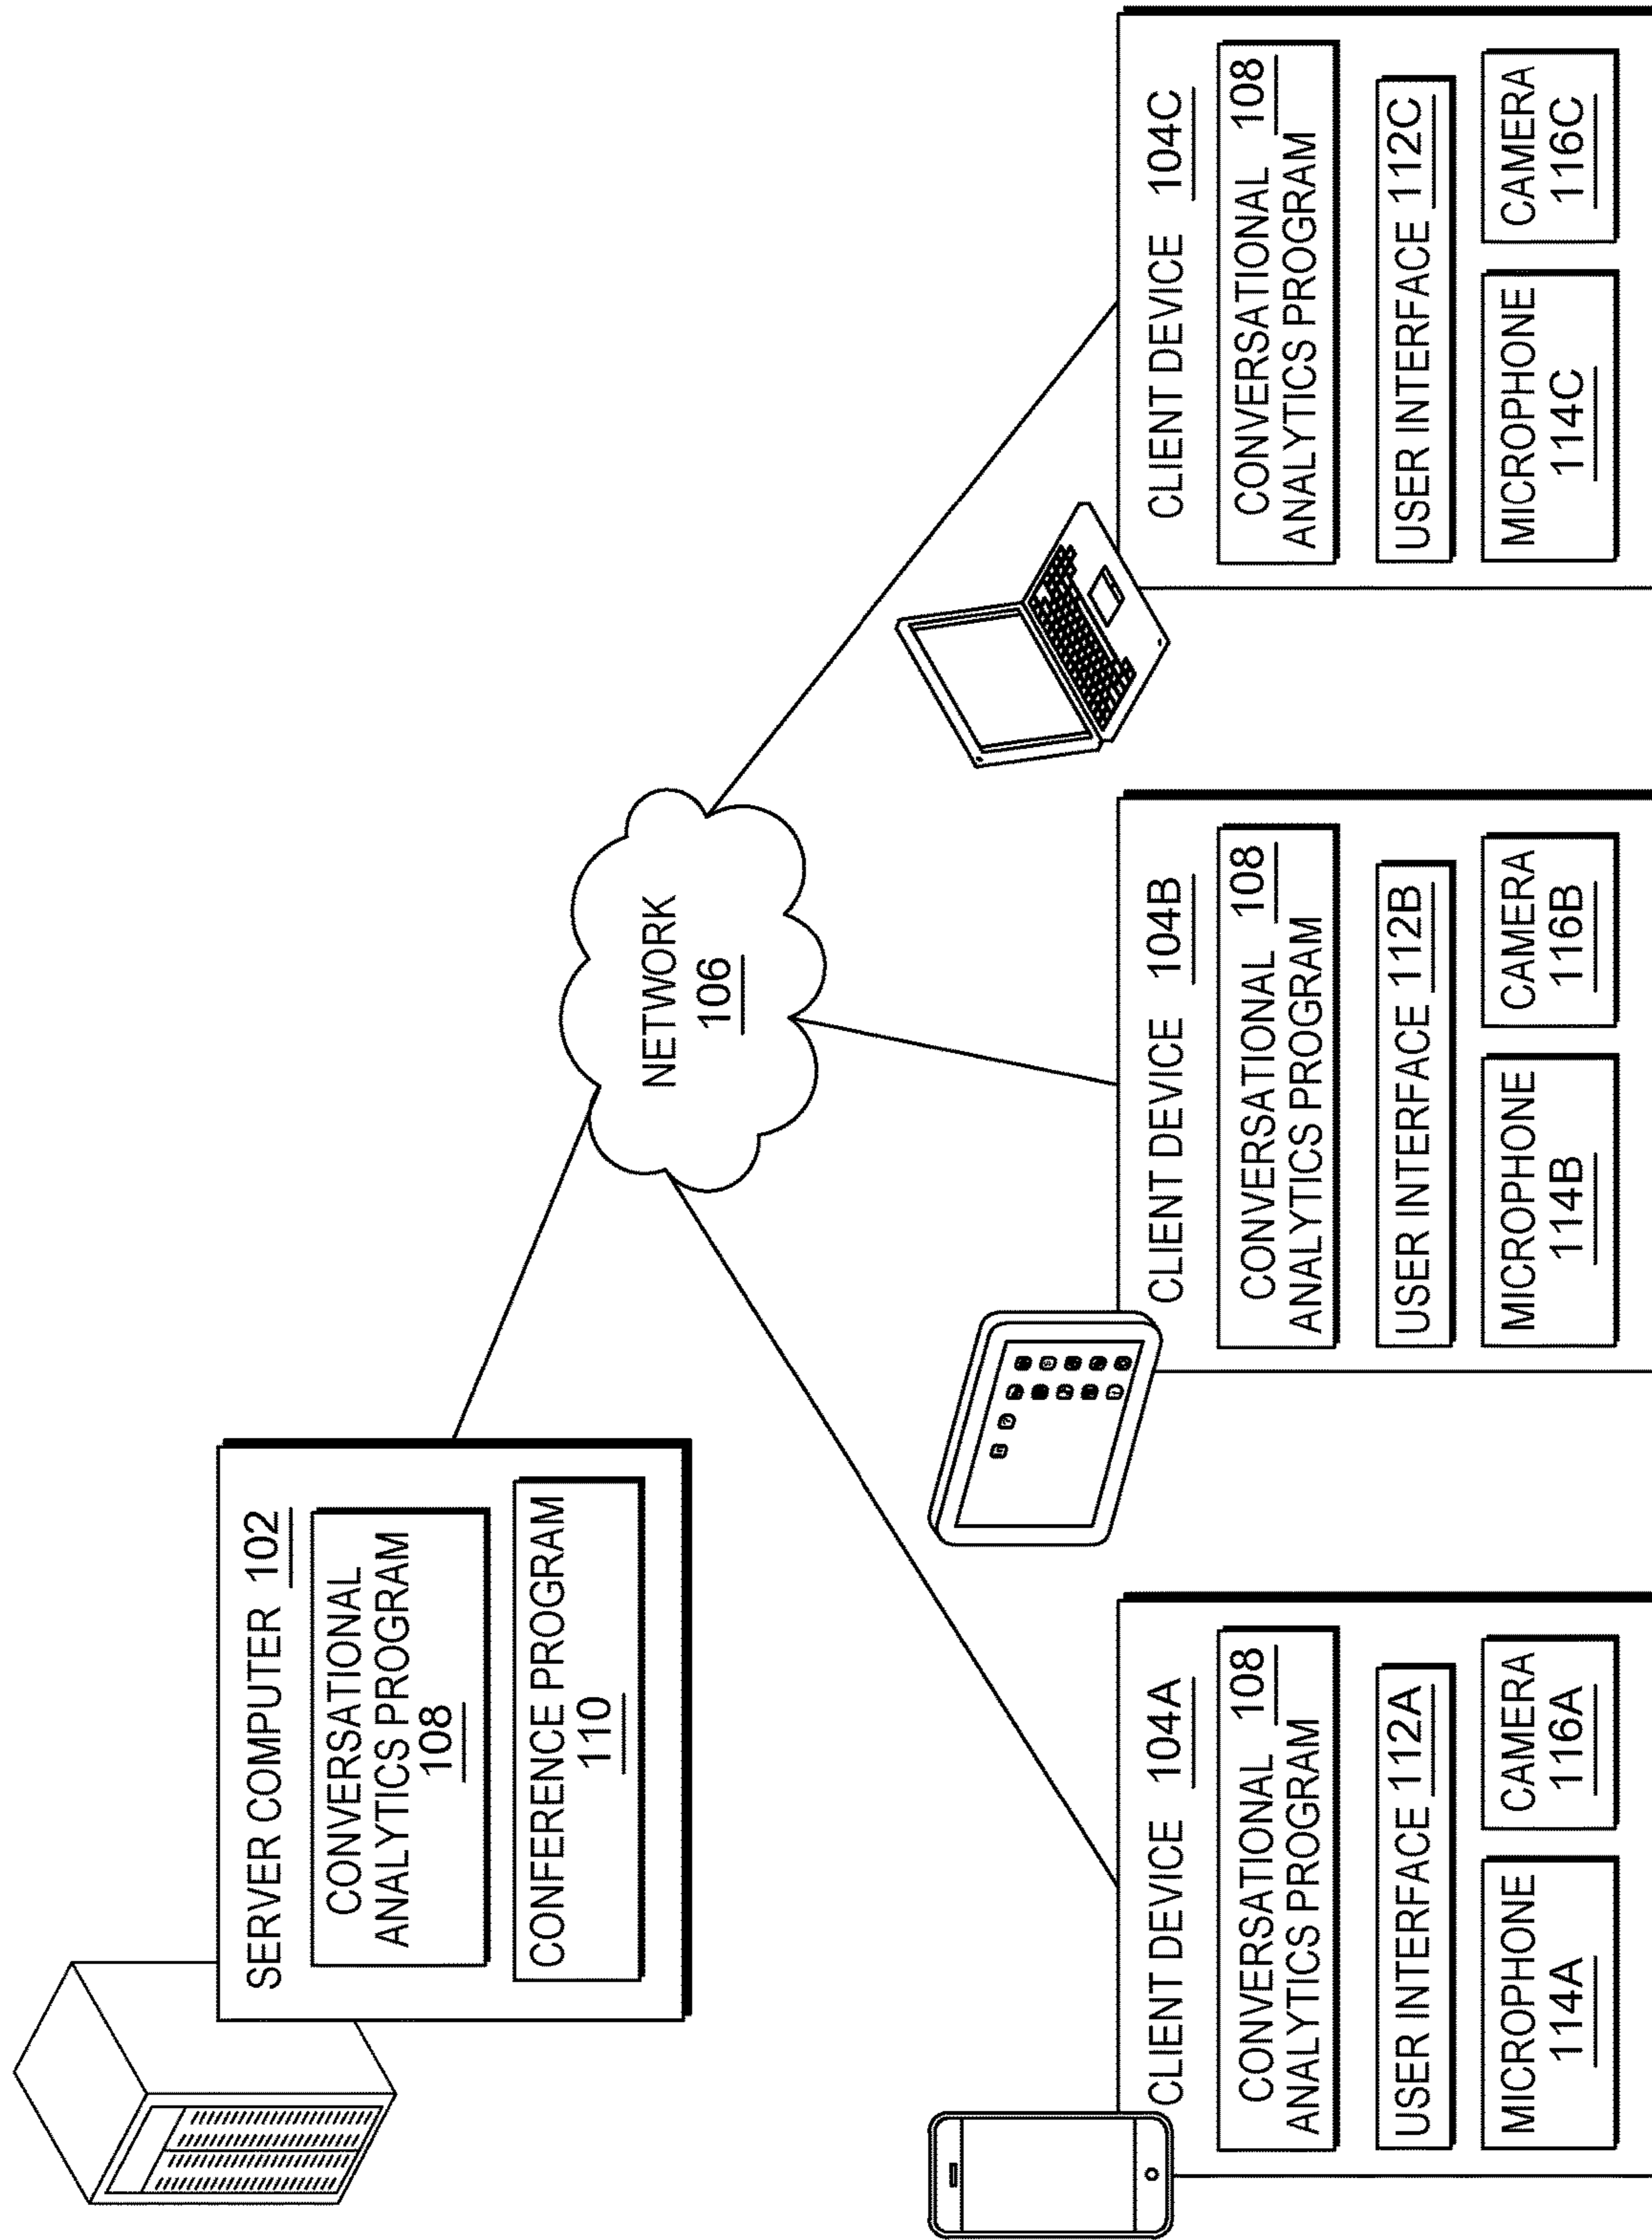 SERVER COMPUTER 102
CONVERSATIONAL
ANALYTICS PROGRAM
108
CONFERENCE PROGRAM
110
NETWORK
106
CLIENT DEVICE 104A
CONVERSATIONAL 108
ANALYTICS PROGRAM
USER INTERFACE 112A
MICROPHONE
114A
CAMERA
116A
CLIENT DEVICE 104B
CONVERSATIONAL 108
ANALYTICS PROGRAM
USER INTERFACE 112B
MICROPHONE
114B
CAMERA
116B
CLIENT DEVICE 104C
CONVERSATIONAL 108
ANALYTICS PROGRAM
USER INTERFACE 112C
MICROPHONE
114C
CAMERA
116C